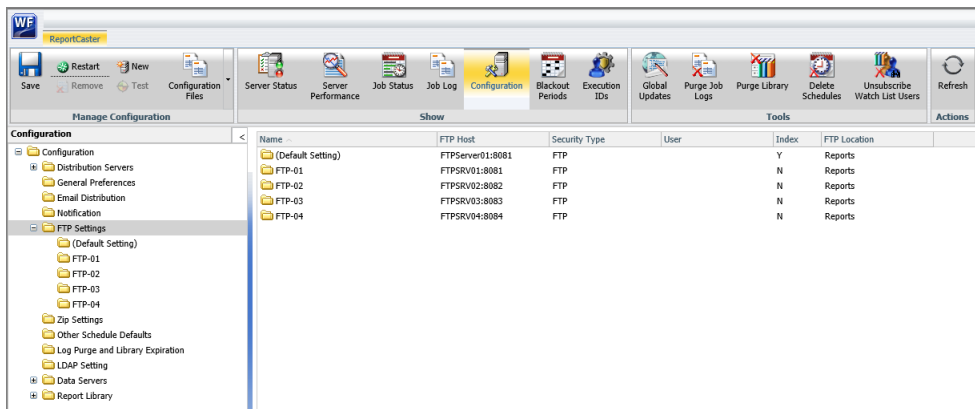 WF
ReportCaster
Save
Restart
Remove
New
Test
Configuration
Files
Server Status
Server
Performance
Job Status
Job Log
Configuration
Blackout
Periods
Execution
IDs
Global
Updates
Purge Job
Logs
Purge Library
Delete
Schedules
Unsubscribe
Watch List Users
Refresh
Manage Configuration
Show
Tools
Actions
Configuration
<
Configuration
Distribution Servers
General Preferences
Email Distribution
Notification
FTP Settings
(Default Setting)
FTP-01
FTP-02
FTP-03
FTP-04
Zip Settings
Other Schedule Defaults
Log Purge and Library Expiration
LDAP Setting
Data Servers
Report Library
Name FTP Host Security Type User Index FTP Location
(Default Setting) FTPServer01:8081 FTP Y Reports
FTP-01 FTPSRV01:8081 FTP N Reports
FTP-02 FTPSRV02:8082 FTP N Reports
FTP-03 FTPSRV03:8083 FTP N Reports
FTP-04 FTPSRV04:8084 FTP N Reports